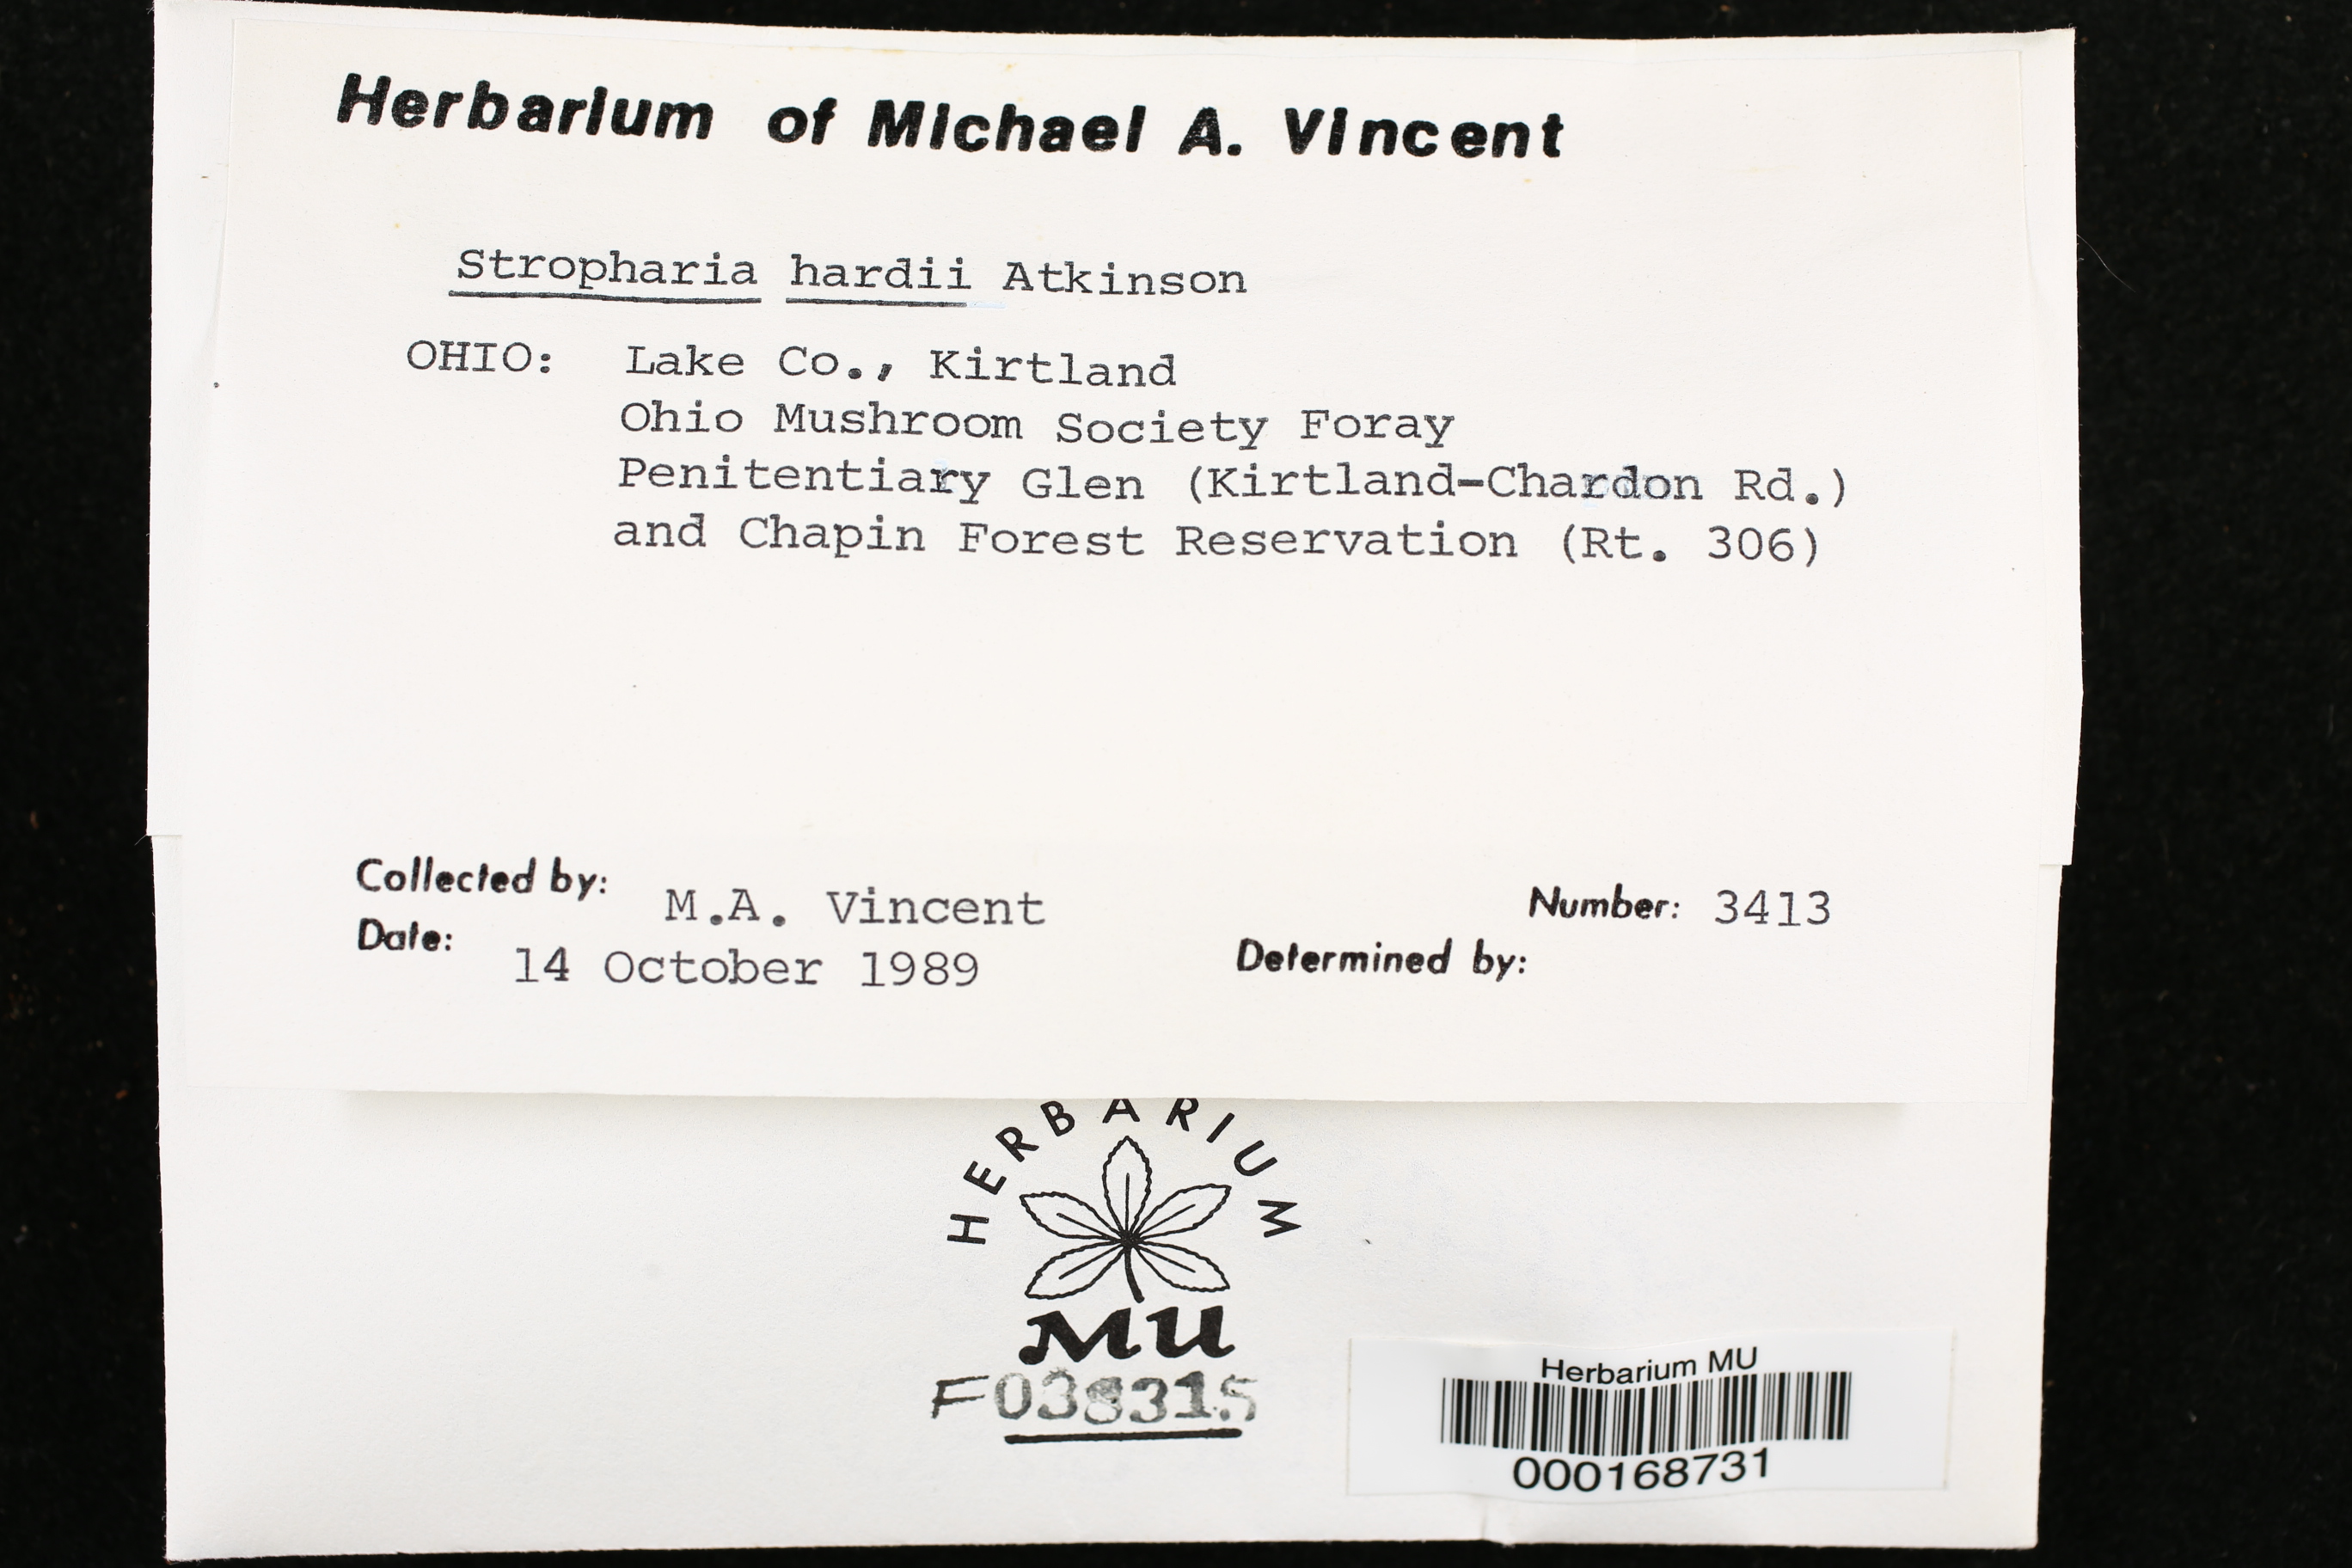 Herbarium of Michael A. Vincent
Stropharia hardii Atkinson
OHIO: Lake Co., Kirtland
Ohio Mushroom Society Foray
Penitentiary Glen (Kirtland-Chardon Rd.)
and Chapin Forest Reservation (Rt. 306)
Collected by: M.A. Vincent
Number: 3413
Date: 14 October 1989
Determined by:
HERBARIUM
MU
F038315
Herbarium MU
000168731